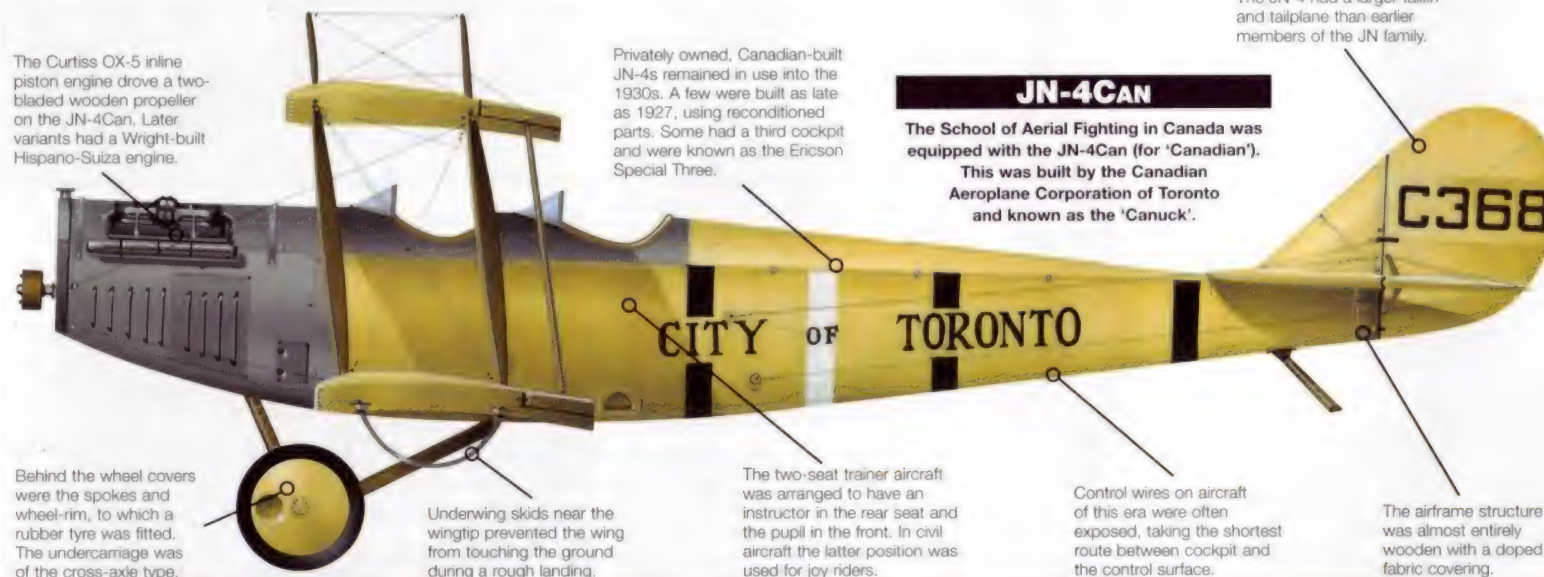 The Curtiss OX-5 inline
piston engine drove a two-
bladed wooden propeller
on the JN-4Can. Later
variants had a Wright-built
Hispano-Suiza engine.
Privately owned, Canadian-built
JN-4s remained in use into the
1930s. A few were built as late
as 1927, using reconditioned
parts. Some had a third cockpit
and were known as the Ericson
Special Three.
JN-4CAN
The School of Aerial Fighting in Canada was
equipped with the JN-4Can (for ‘Canadian’).
This was built by the Canadian
Aeroplane Corporation of Toronto
and known as the ‘Canuck’.
The JN-4 had a larger tailfin
and tailplane than earlier
members of the JN family.
C368
CITY OF TORONTO
Behind the wheel covers
were the spokes and
wheel-rim, to which a
rubber tyre was fitted.
The undercarriage was
of the cross-axle type.
Underwing skids near the
wingtip prevented the wing
from touching the ground
during a rough landing.
The two-seat trainer aircraft
was arranged to have an
instructor in the rear seat and
the pupil in the front. In civil
aircraft the latter position was
used for joy riders.
Control wires on aircraft
of this era were often
exposed, taking the shortest
route between cockpit and
the control surface.
The airframe structure
was almost entirely
wooden with a doped
fabric covering.